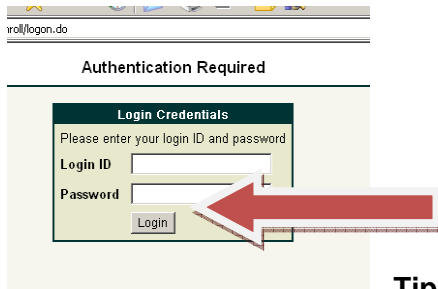 nroll/logon.do
Authentication Required
Login Credentials
Please enter your login ID and password
Login ID
Password
Login
Tip